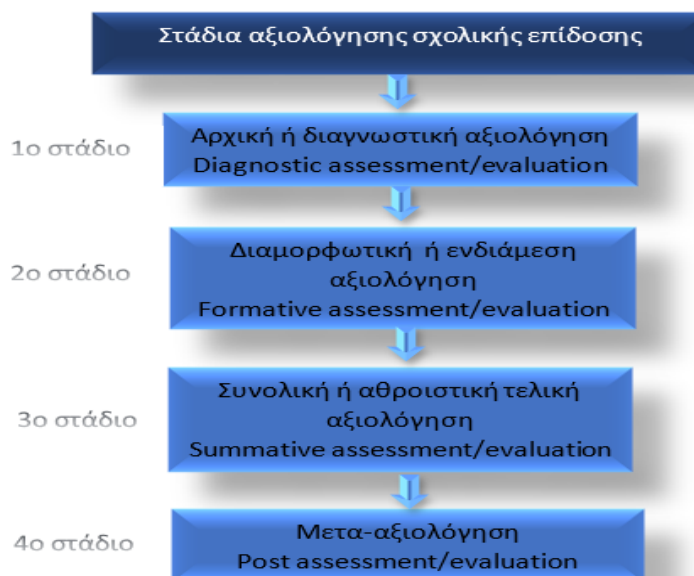 Στάδια αξιολόγησης σχολικής επίδοσης
1ο στάδιο
Αρχική ή διαγνωστική αξιολόγηση
Diagnostic assessment/evaluation
2ο στάδιο
Διαμορφωτική ή ενδιάμεση
αξιολόγηση
Formative assessment/evaluation
3ο στάδιο
Συνολική ή αθροιστική τελική
αξιολόγηση
Summative assessment/evaluation
4ο στάδιο
Μετα-αξιολόγηση
Post assessment/evaluation